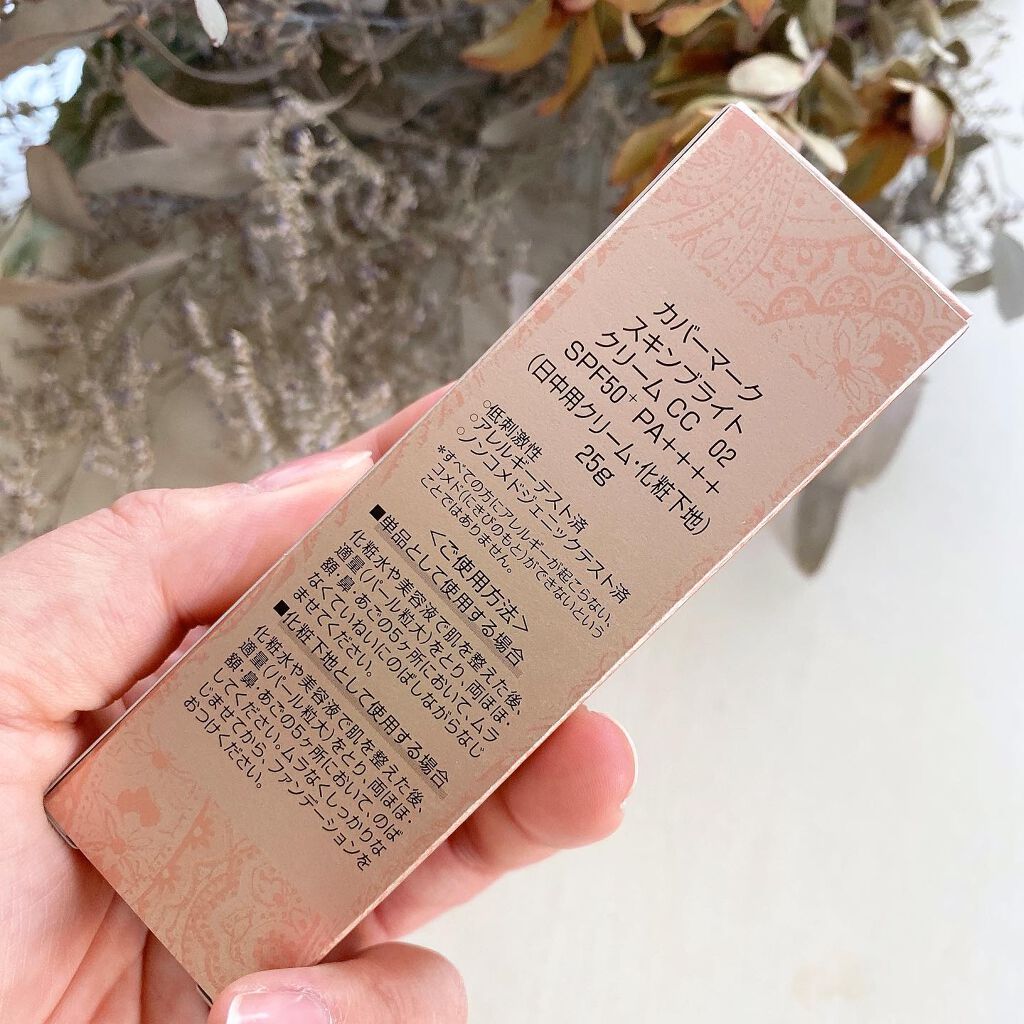 カバーマーク
スキンブライト
クリームCC 02
SPF50⁺ PA++++
(日中用クリーム・化粧下地)
25g
○低刺激性
○アレルギーテスト済
○ノンコメドジェニックテスト済
*すべての方にアレルギーが起こらない、
コメド(にきびのもと)ができないという
ことではありません。
<ご使用方法>
■単品として使用する場合
化粧水や美容液で肌を整えた後、
適量(パール粒大)をとり、両ほほ・
額・鼻・あごの5ヶ所において、ムラ
なくていねいにのばしながらなじ
ませてください。
■化粧下地として使用する場合
化粧水や美容液で肌を整えた後、
適量(パール粒大)をとり、両ほほ・
額・鼻・あごの5ヶ所において、のば
してください。ムラなくしっかりな
じませてから、ファンデーションを
おつけください。